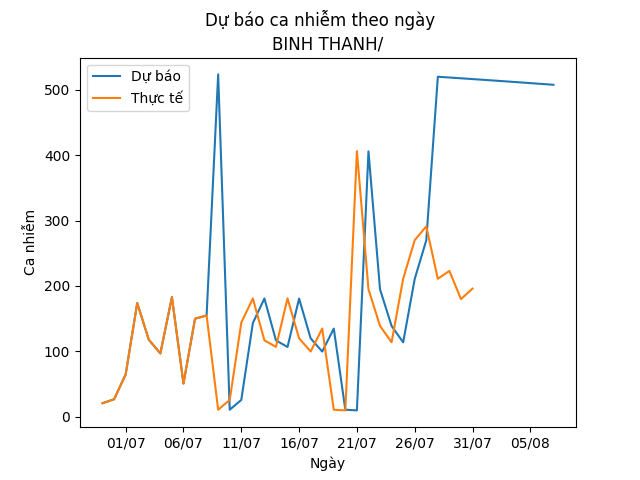 Dự báo ca nhiễm theo ngày
BINH THANH/
Dự báo
Thực tế
Ca nhiễm
500
400
300
200
100
0
01/07 06/07 11/07 16/07 21/07 26/07 31/07 05/08
Ngày